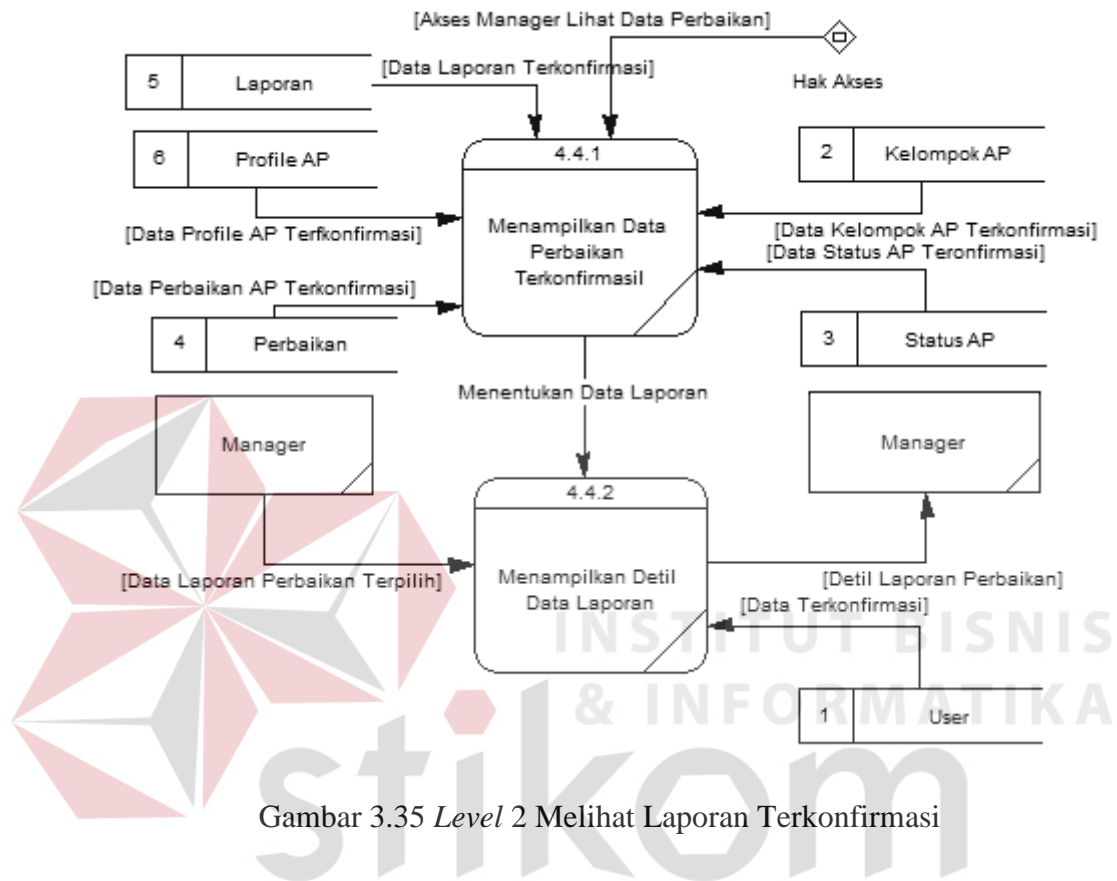 [Akses Manager Lihat Data Perbaikan]
Hak Akses
5 Laporan
[Data Laporan Terkonfirmasi]
6 Profile AP
[Data Profile AP Terfkonfirmasi]
4.4.1
Menampilkan Data
Perbaikan
Terkonfirmasil
2 Kelompok AP
[Data Kelompok AP Terkonfirmasi]
[Data Status AP Teronfirmasi]
[Data Perbaikan AP Terkonfirmasi]
4 Perbaikan
3 Status AP
Menentukan Data Laporan
Manager
Manager
4.4.2
Menampilkan Detil
Data Laporan
[Data Laporan Perbaikan Terpilih]
[Detil Laporan Perbaikan]
[Data Terkonfirmasi]
1 User
INSTITUT BISNIS
& INFORMATIKA
stikom
Gambar 3.35 Level 2 Melihat Laporan Terkonfirmasi